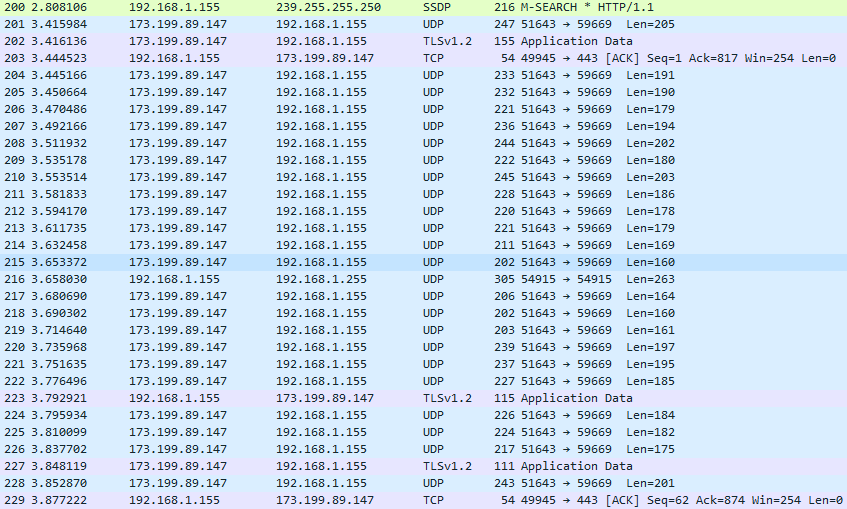 200 2.808106 192.168.1.155 239.255.255.250 SSDP 216 M-SEARCH * HTTP/1.1
201 3.415984 173.199.89.147 192.168.1.155 UDP 247 51643 → 59669 Len=205
202 3.416136 173.199.89.147 192.168.1.155 TLSv1.2 155 Application Data
203 3.444523 192.168.1.155 173.199.89.147 TCP 54 49945 → 443 [ACK] Seq=1 Ack=817 Win=254 Len=0
204 3.445166 173.199.89.147 192.168.1.155 UDP 233 51643 → 59669 Len=191
205 3.450664 173.199.89.147 192.168.1.155 UDP 232 51643 → 59669 Len=190
206 3.470486 173.199.89.147 192.168.1.155 UDP 221 51643 → 59669 Len=179
207 3.492166 173.199.89.147 192.168.1.155 UDP 236 51643 → 59669 Len=194
208 3.511932 173.199.89.147 192.168.1.155 UDP 244 51643 → 59669 Len=202
209 3.535178 173.199.89.147 192.168.1.155 UDP 222 51643 → 59669 Len=180
210 3.553514 173.199.89.147 192.168.1.155 UDP 245 51643 → 59669 Len=203
211 3.581833 173.199.89.147 192.168.1.155 UDP 228 51643 → 59669 Len=186
212 3.594170 173.199.89.147 192.168.1.155 UDP 220 51643 → 59669 Len=178
213 3.611735 173.199.89.147 192.168.1.155 UDP 221 51643 → 59669 Len=179
214 3.632458 173.199.89.147 192.168.1.155 UDP 211 51643 → 59669 Len=169
215 3.653372 173.199.89.147 192.168.1.155 UDP 202 51643 → 59669 Len=160
216 3.658030 192.168.1.155 192.168.1.255 UDP 305 54915 → 54915 Len=263
217 3.680690 173.199.89.147 192.168.1.155 UDP 206 51643 → 59669 Len=164
218 3.690302 173.199.89.147 192.168.1.155 UDP 202 51643 → 59669 Len=160
219 3.714640 173.199.89.147 192.168.1.155 UDP 203 51643 → 59669 Len=161
220 3.735968 173.199.89.147 192.168.1.155 UDP 239 51643 → 59669 Len=197
221 3.751635 173.199.89.147 192.168.1.155 UDP 237 51643 → 59669 Len=195
222 3.776496 173.199.89.147 192.168.1.155 UDP 227 51643 → 59669 Len=185
223 3.792921 192.168.1.155 173.199.89.147 TLSv1.2 115 Application Data
224 3.795934 173.199.89.147 192.168.1.155 UDP 226 51643 → 59669 Len=184
225 3.810099 173.199.89.147 192.168.1.155 UDP 224 51643 → 59669 Len=182
226 3.837702 173.199.89.147 192.168.1.155 UDP 217 51643 → 59669 Len=175
227 3.848119 173.199.89.147 192.168.1.155 TLSv1.2 111 Application Data
228 3.852870 173.199.89.147 192.168.1.155 UDP 243 51643 → 59669 Len=201
229 3.877222 192.168.1.155 173.199.89.147 TCP 54 49945 → 443 [ACK] Seq=62 Ack=874 Win=254 Len=0